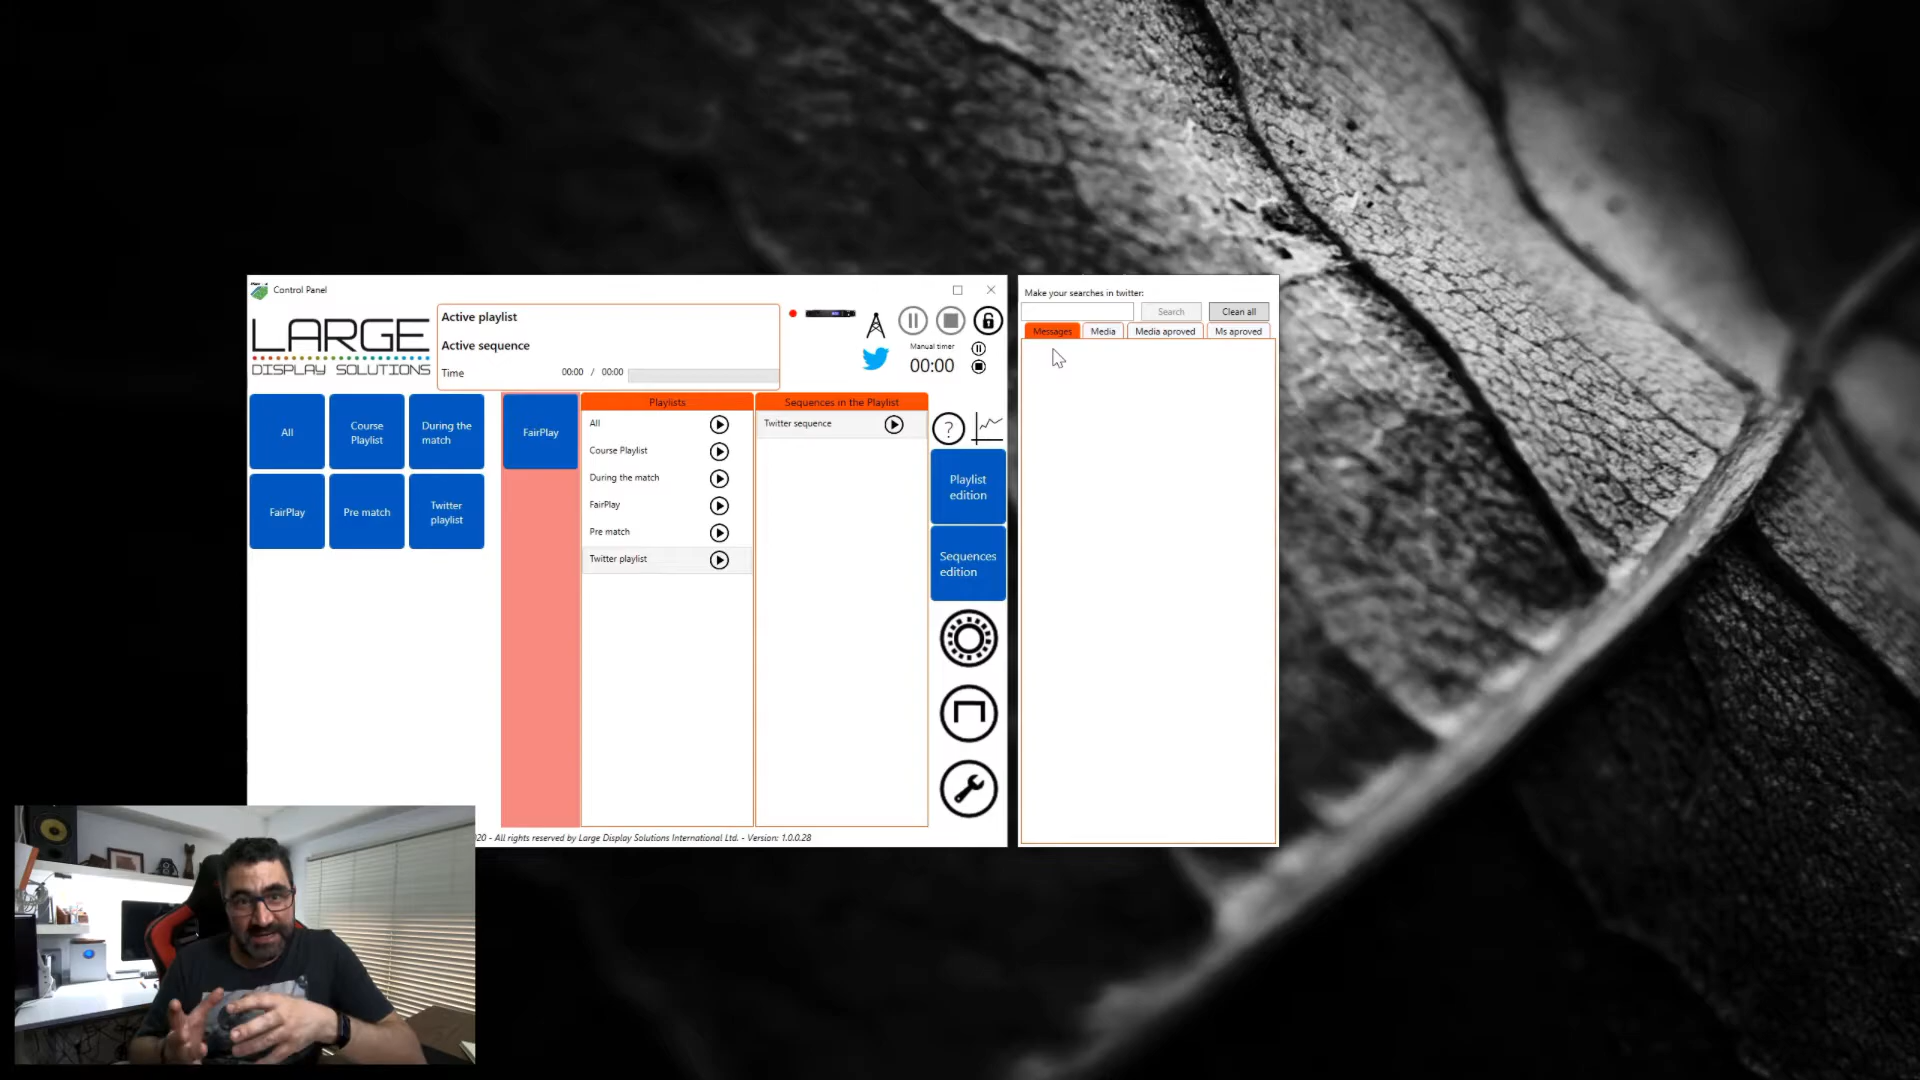 Control Panel
LARGE
DISPLAY SOLUTIONS
Active playlist
Active sequence
Time 00:00 / 00:00
Manual timer
00:00
All
Course
Playlist
During the
match
FairPlay
Pre match
Twitter
playlist
FairPlay
Playlists
All
Course Playlist
During the match
FairPlay
Pre match
Twitter playlist
Sequences in the Playlist
Twitter sequence
?
Playlist
edition
Sequences
edition
20 - All rights reserved by Large Display Solutions International Ltd. - Version: 1.0.0.28
Make your searches in twitter:
Search
Clean all
Messages
Media
Media aproved
Ms aproved